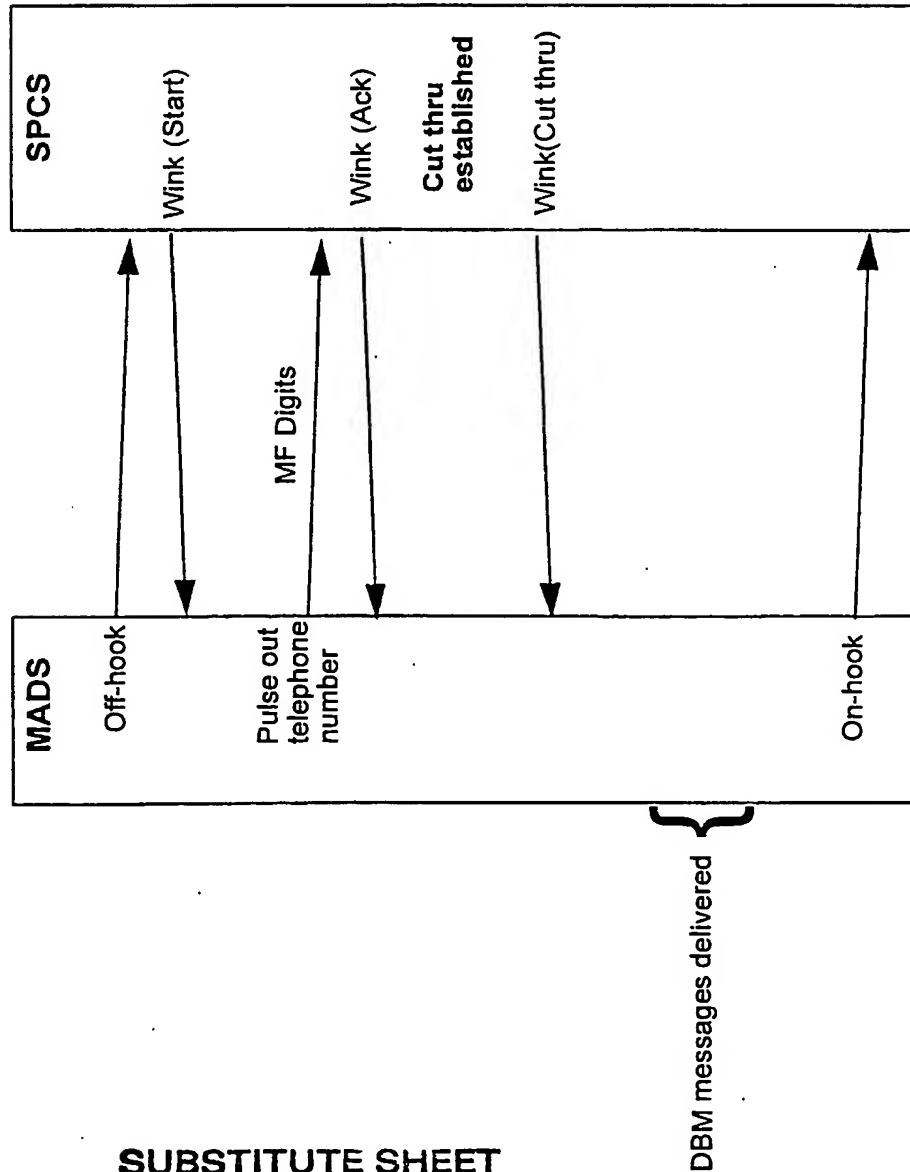 MADS
SPCS
Off-hook
Wink (Start)
Pulse out
telephone
number
MF Digits
Wink (Ack)
Cut thru
established
Wink(Cut thru)
DBM messages delivered
On-hook
SUBSTITUTE SHEET